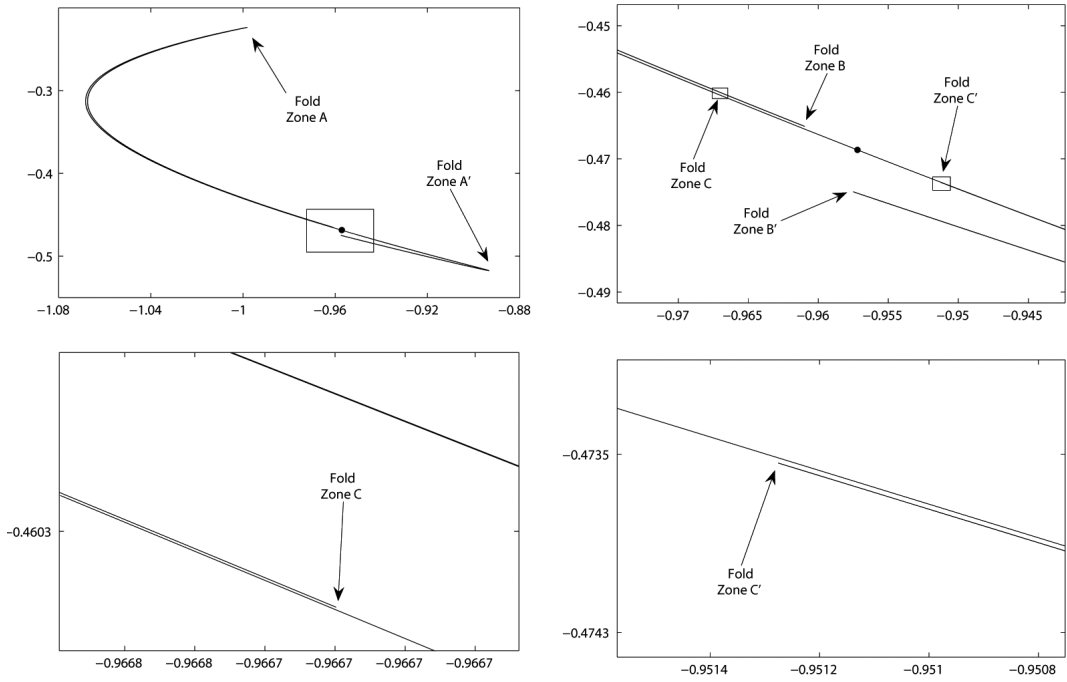 −0.3
−0.4
−0.5
−1.08
−1.04
−1
−0.96
−0.92
−0.88
Fold
Zone A
Fold
Zone A′
−0.45
−0.46
−0.47
−0.48
−0.49
−0.97
−0.965
−0.96
−0.955
−0.95
−0.945
Fold
Zone B
Fold
Zone C′
Fold
Zone C
Fold
Zone B′
−0.4603
−0.9668
−0.9668
−0.9667
−0.9667
−0.9667
−0.9667
Fold
Zone C
−0.4735
−0.4743
−0.9514
−0.9512
−0.951
−0.9508
Fold
Zone C′